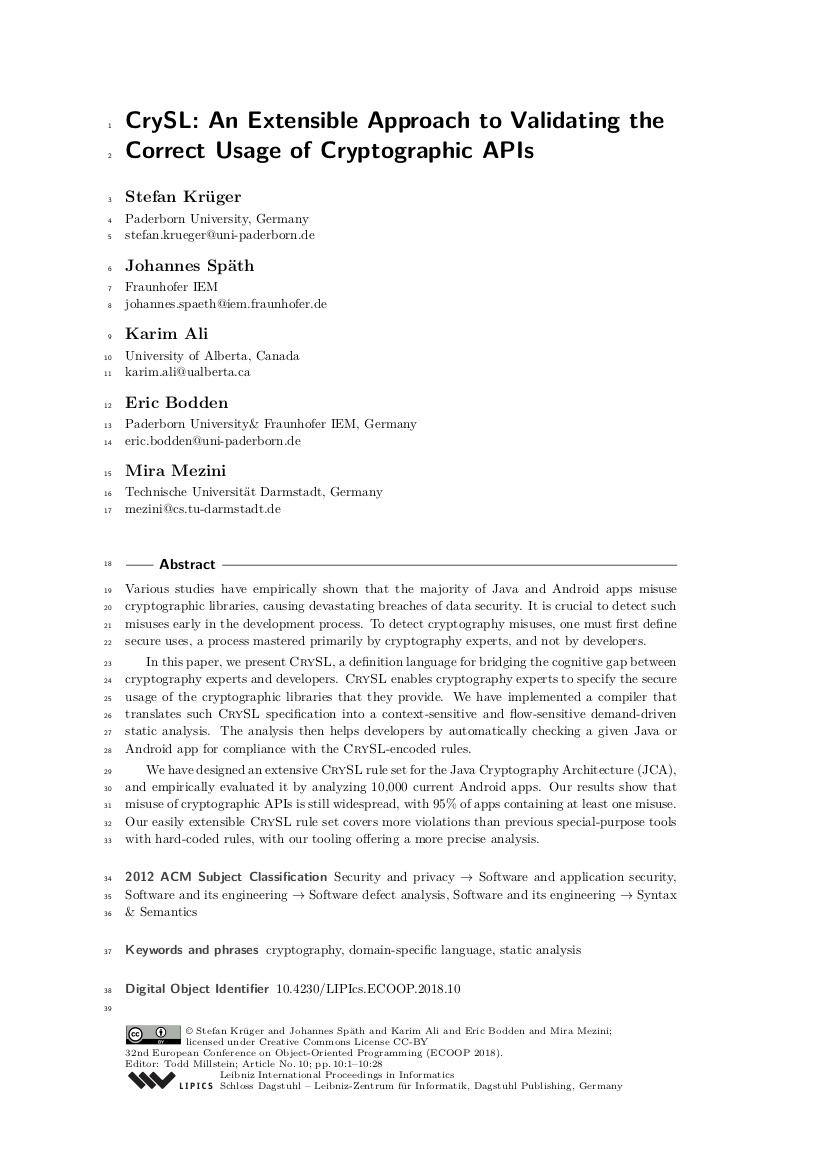 1 CrySL: An Extensible Approach to Validating the
2 Correct Usage of Cryptographic APIs
3 Stefan Krüger
4 Paderborn University, Germany
5 stefan.krueger@uni-paderborn.de
6 Johannes Späth
7 Fraunhofer IEM
8 johannes.spaeth@iem.fraunhofer.de
9 Karim Ali
10 University of Alberta, Canada
11 karim.ali@ualberta.ca
12 Eric Bodden
13 Paderborn University& Fraunhofer IEM, Germany
14 eric.bodden@uni-paderborn.de
15 Mira Mezini
16 Technische Universität Darmstadt, Germany
17 mezini@cs.tu-darmstadt.de
18 Abstract
19 Various studies have empirically shown that the majority of Java and Android apps misuse
20 cryptographic libraries, causing devastating breaches of data security. It is crucial to detect such
21 misuses early in the development process. To detect cryptography misuses, one must first define
22 secure uses, a process mastered primarily by cryptography experts, and not by developers.
23 In this paper, we present CRYSL, a definition language for bridging the cognitive gap between
24 cryptography experts and developers. CRYSL enables cryptography experts to specify the secure
25 usage of the cryptographic libraries that they provide. We have implemented a compiler that
26 translates such CRYSL specification into a context-sensitive and flow-sensitive demand-driven
27 static analysis. The analysis then helps developers by automatically checking a given Java or
28 Android app for compliance with the CRYSL-encoded rules.
29 We have designed an extensive CRYSL rule set for the Java Cryptography Architecture (JCA),
30 and empirically evaluated it by analyzing 10,000 current Android apps. Our results show that
31 misuse of cryptographic APIs is still widespread, with 95% of apps containing at least one misuse.
32 Our easily extensible CRYSL rule set covers more violations than previous special-purpose tools
33 with hard-coded rules, with our tooling offering a more precise analysis.
34 2012 ACM Subject Classification Security and privacy → Software and application security,
35 Software and its engineering → Software defect analysis, Software and its engineering → Syntax
36 & Semantics
37 Keywords and phrases cryptography, domain-specific language, static analysis
38 Digital Object Identifier 10.4230/LIPIcs.ECOOP.2018.10
39
cc BY © Stefan Krüger and Johannes Späth and Karim Ali and Eric Bodden and Mira Mezini;
licensed under Creative Commons License CC-BY
32nd European Conference on Object-Oriented Programming (ECOOP 2018).
Editor: Todd Millstein; Article No. 10; pp. 10:1–10:28
Leibniz International Proceedings in Informatics
LIPICS Schloss Dagstuhl – Leibniz-Zentrum für Informatik, Dagstuhl Publishing, Germany